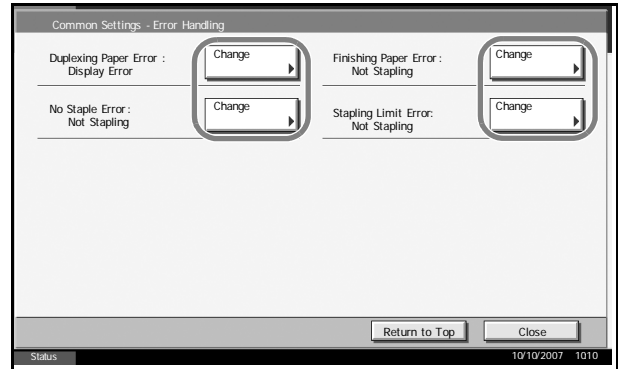 Common Settings - Error Handling
Duplexing Paper Error :
Display Error
Change
Finishing Paper Error :
Not Stapling
Change
No Staple Error :
Not Stapling
Change
Stapling Limit Error:
Not Stapling
Change
Return to Top
Close
Status
10/10/2007 1010